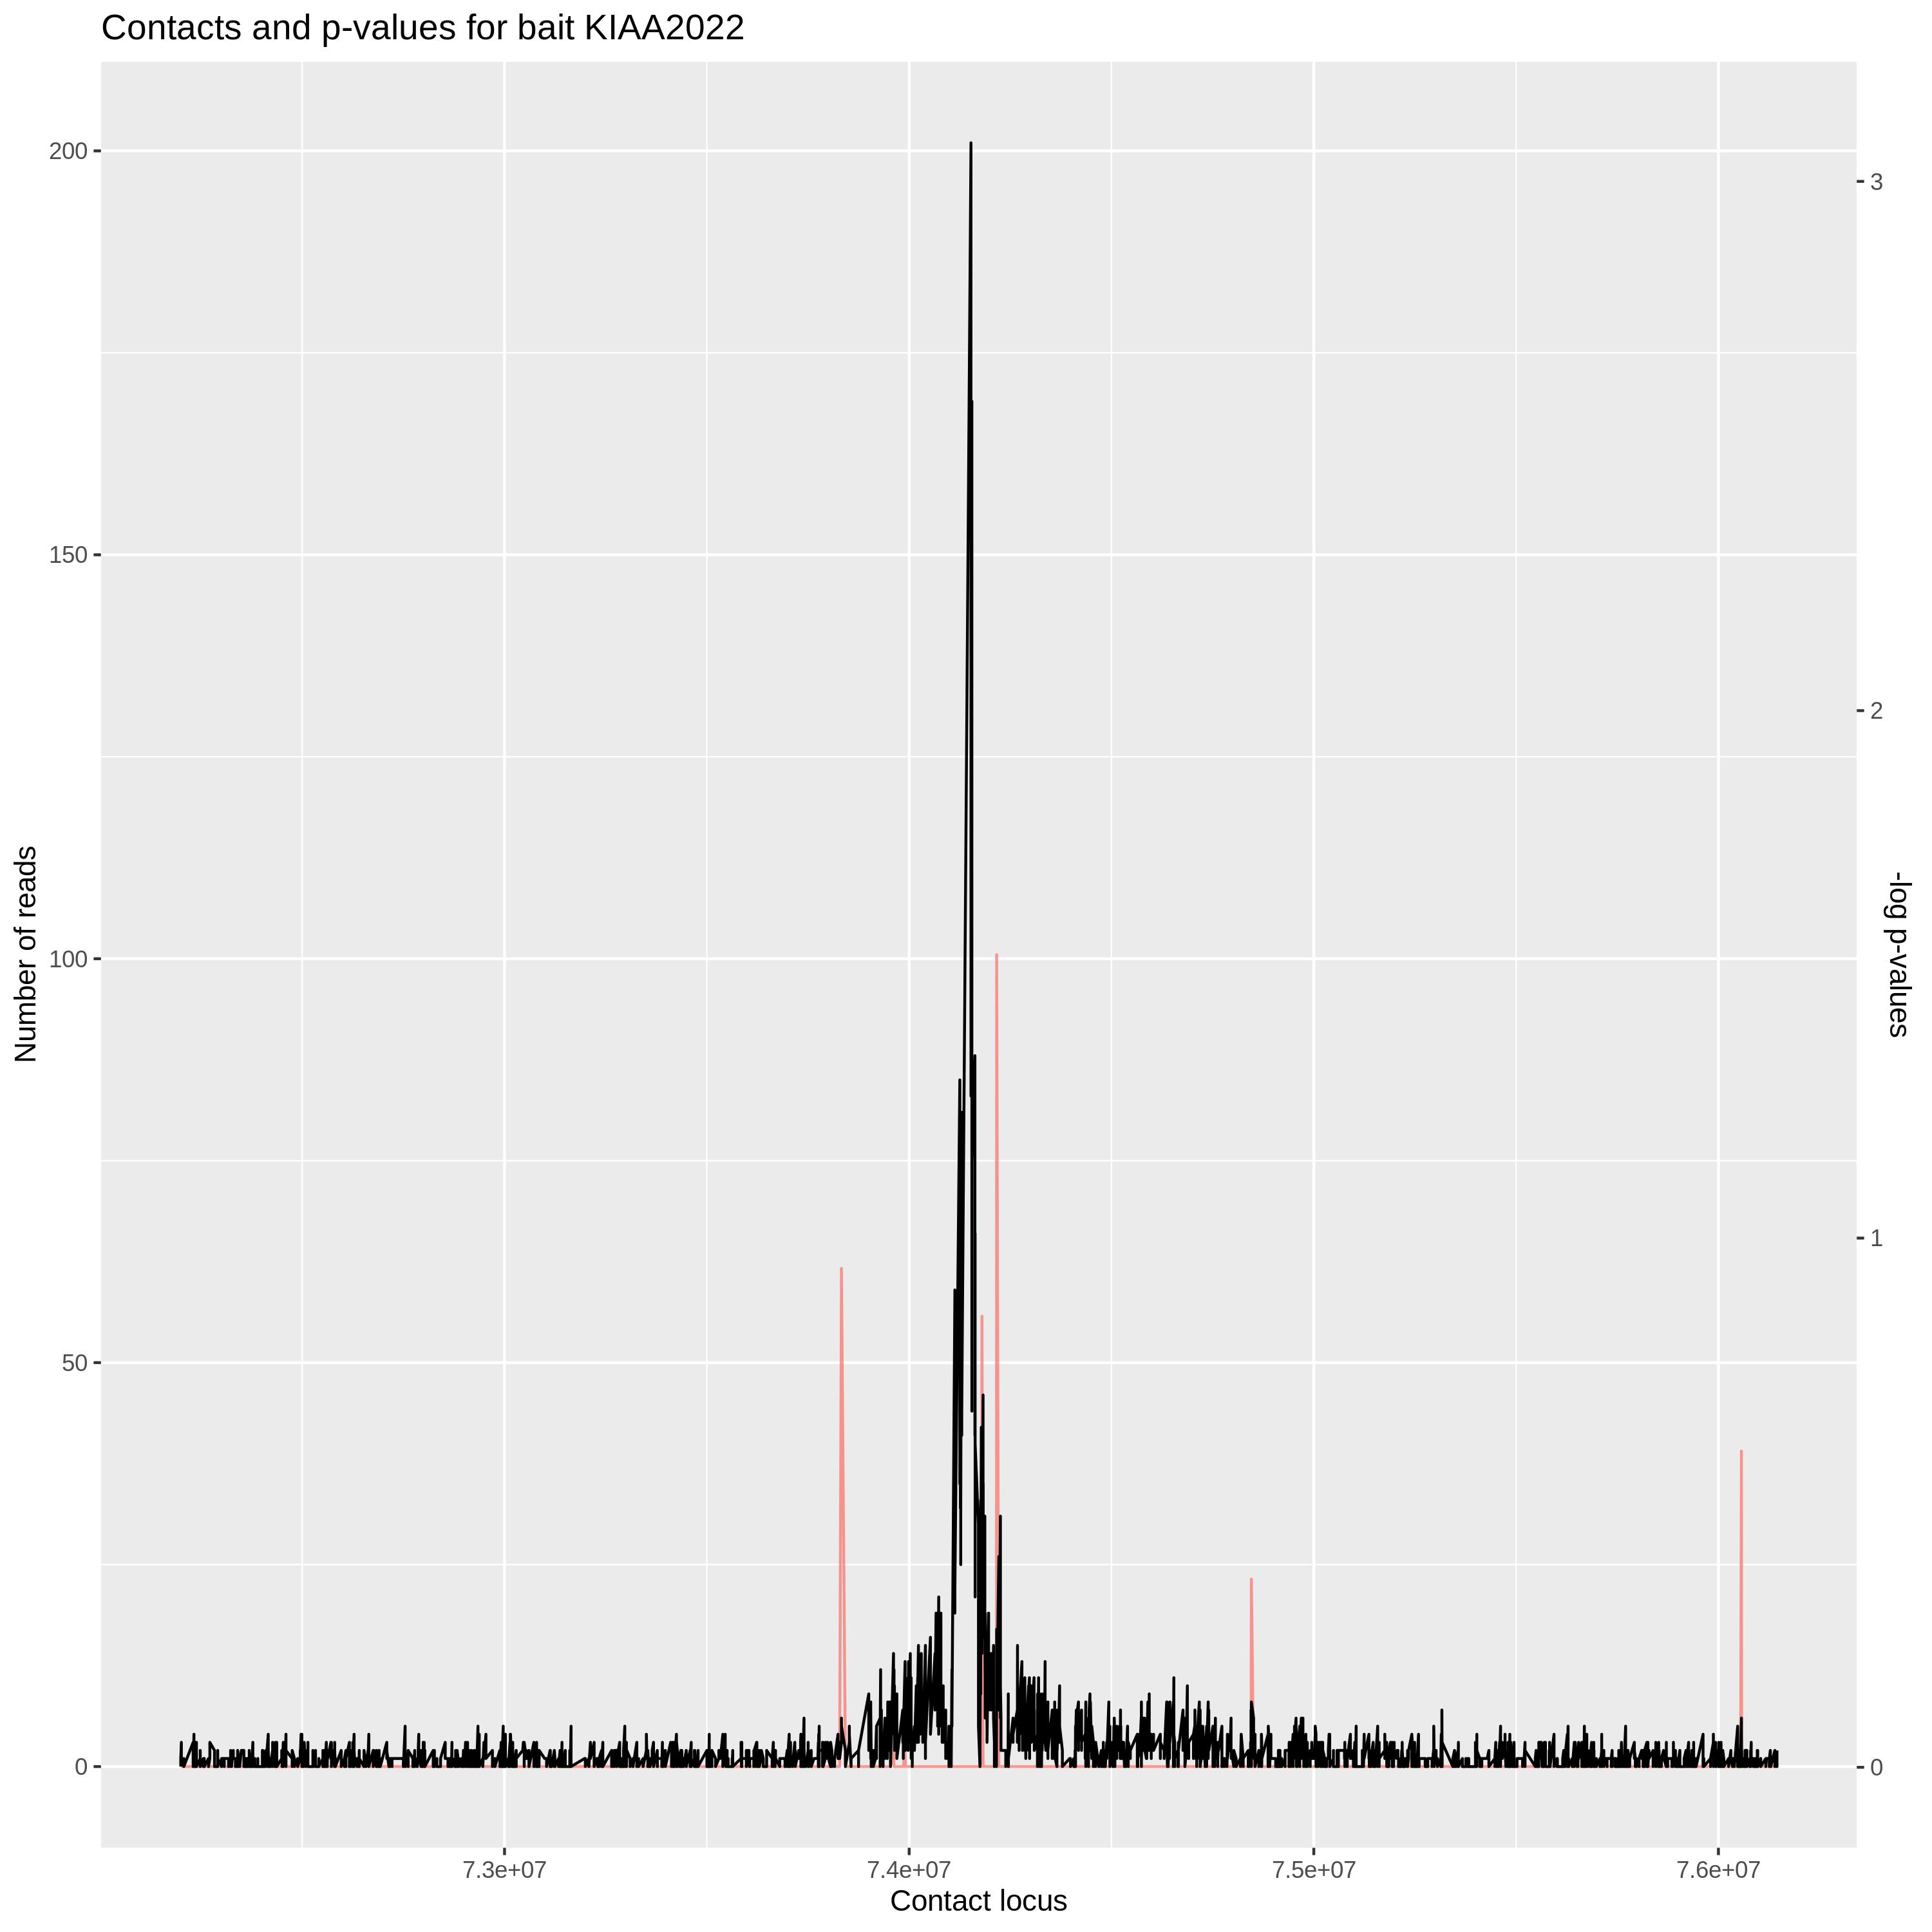 Contacts and p-values for bait KIAA2022
200
150
100
50
0
Number of reads
3
2
1
0
-log p-values
7.3e+07 7.4e+07 7.5e+07 7.6e+07
Contact locus